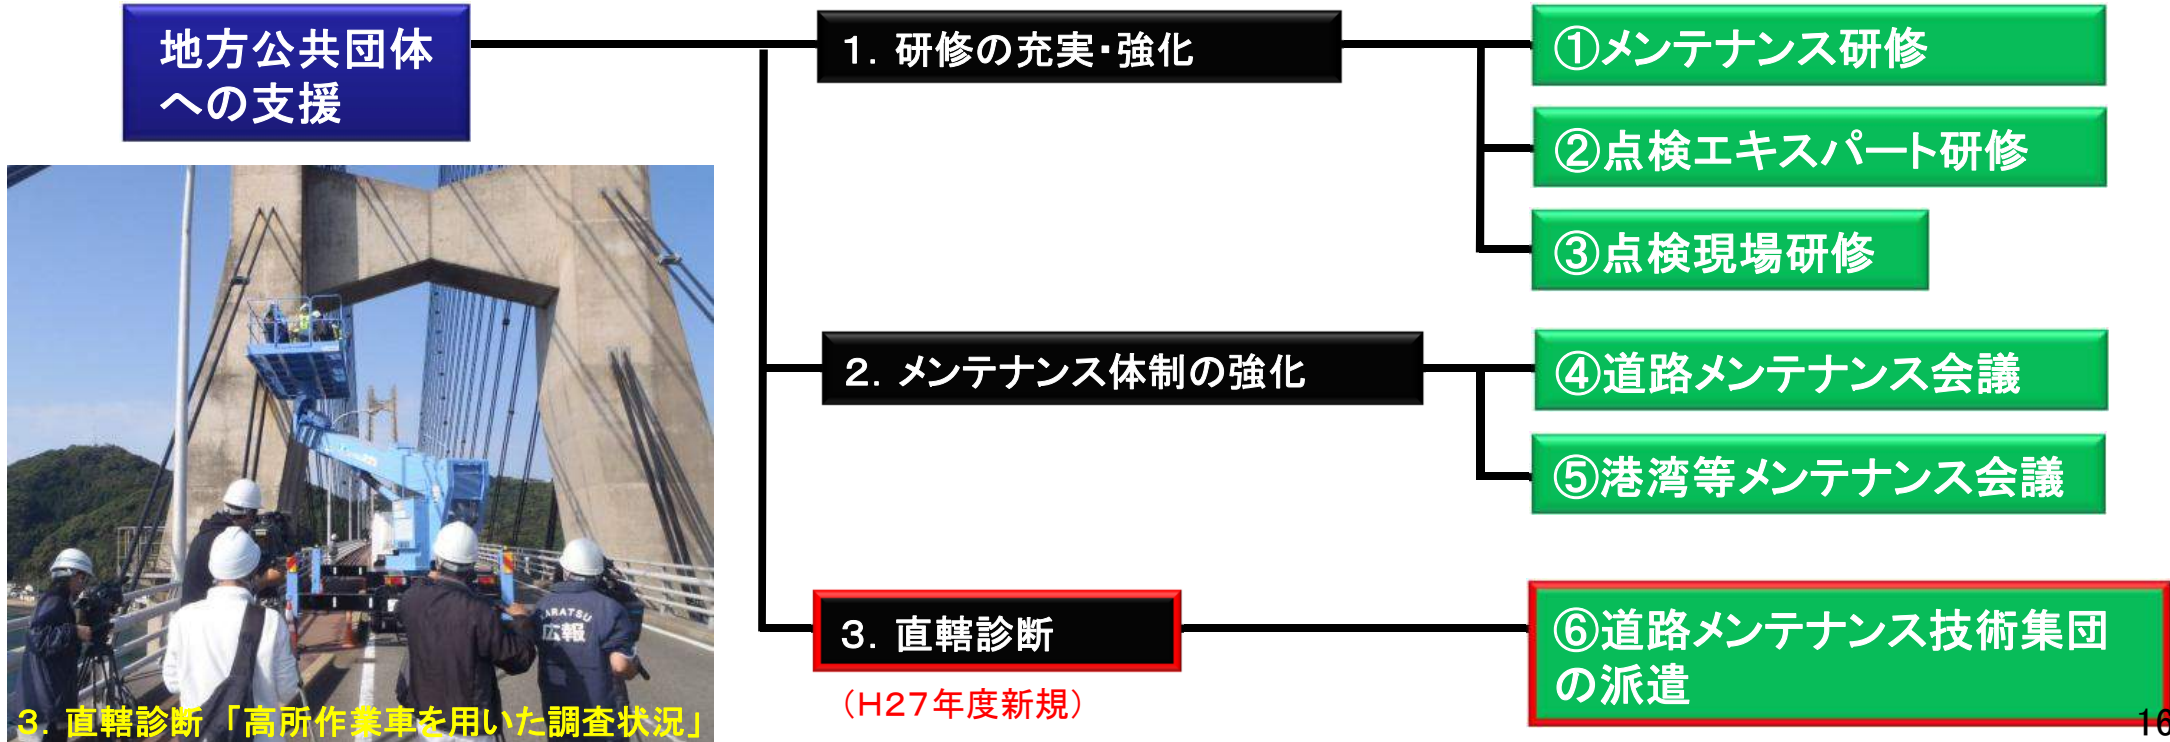 地方公共団体
への支援
1. 研修の充実・強化
①メンテナンス研修
②点検エキスパート研修
③点検現場研修
2. メンテナンス体制の強化
④道路メンテナンス会議
⑤港湾等メンテナンス会議
3. 直轄診断
(H27年度新規)
⑥道路メンテナンス技術集団
の派遣
ARATSU
広報
3. 直轄診断 「高所作業車を用いた調査状況」
16